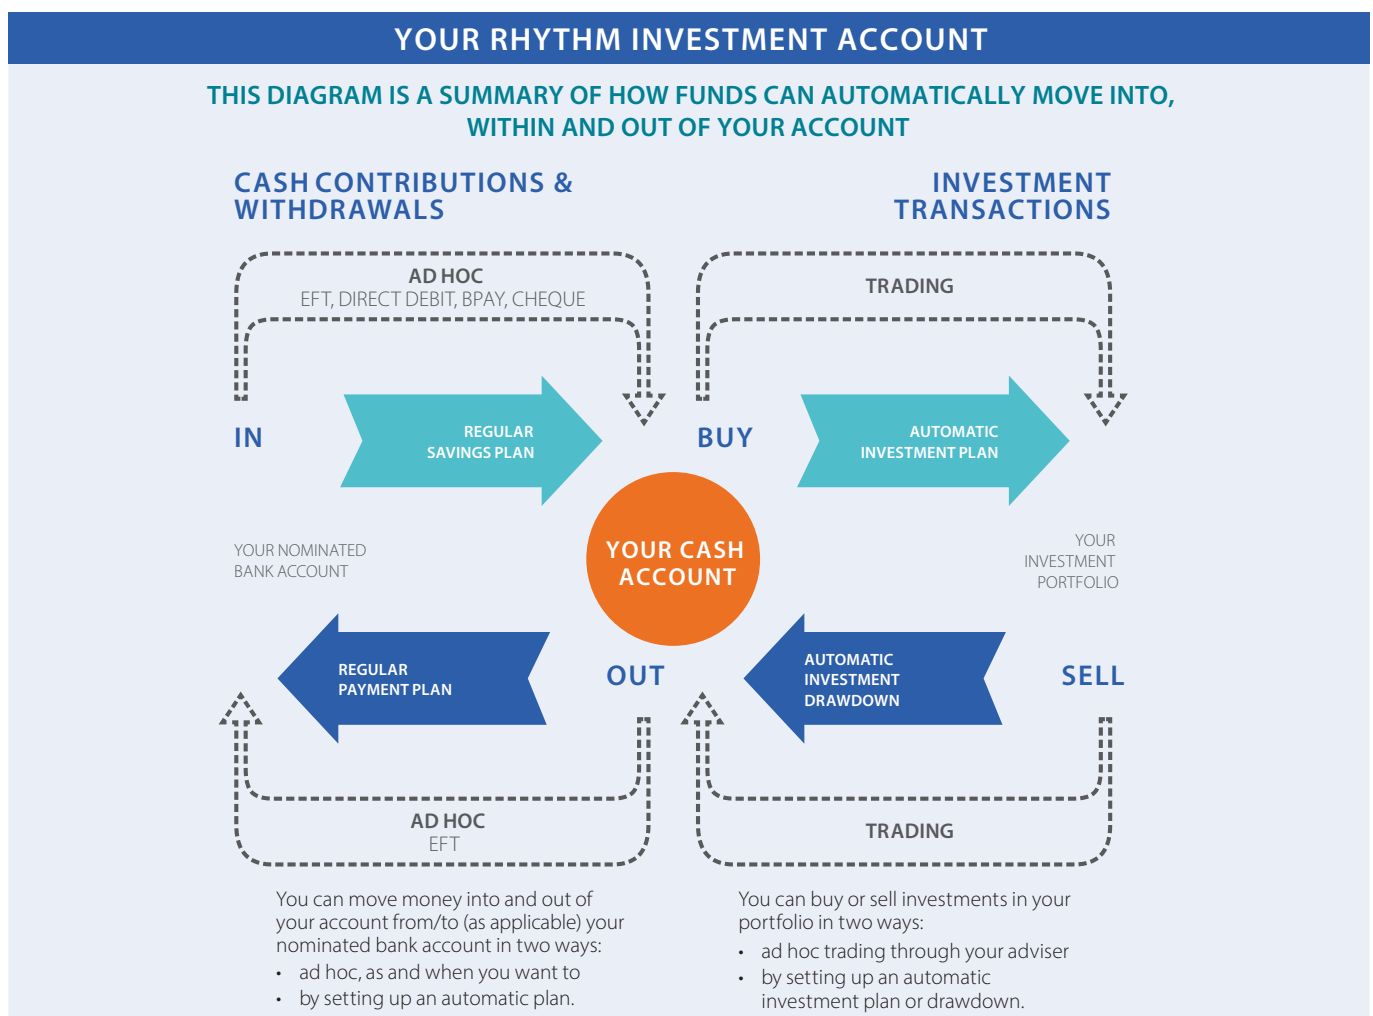 YOUR RHYTHM INVESTMENT ACCOUNT
THIS DIAGRAM IS A SUMMARY OF HOW FUNDS CAN AUTOMATICALLY MOVE INTO,
WITHIN AND OUT OF YOUR ACCOUNT
CASH CONTRIBUTIONS &
WITHDRAWALS
INVESTMENT
TRANSACTIONS
AD HOC
EFT, DIRECT DEBIT, BPAY, CHEQUE
TRADING
IN
REGULAR
SAVINGS PLAN
BUY
AUTOMATIC
INVESTMENT PLAN
YOUR NOMINATED
BANK ACCOUNT
YOUR CASH
ACCOUNT
YOUR
INVESTMENT
PORTFOLIO
REGULAR
PAYMENT PLAN
OUT
AUTOMATIC
INVESTMENT
DRAWDOWN
SELL
AD HOC
EFT
TRADING
You can move money into and out of
your account from/to (as applicable) your
nominated bank account in two ways:
• ad hoc, as and when you want to
• by setting up an automatic plan.
You can buy or sell investments in your
portfolio in two ways:
• ad hoc trading through your adviser
• by setting up an automatic
investment plan or drawdown.